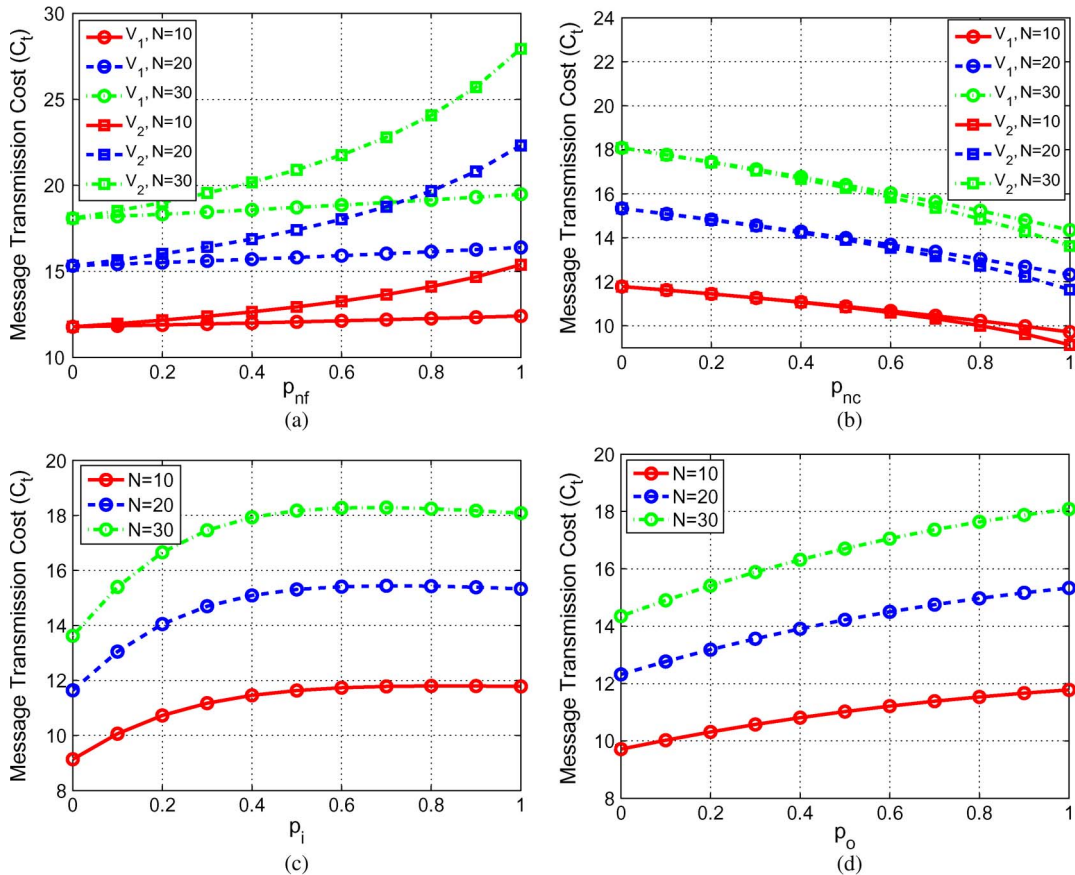 Message Transmission Cost (Cₜ)
30
25
20
15
10
V₁, N=10
V₁, N=20
V₁, N=30
V₂, N=10
V₂, N=20
V₂, N=30
0 0.2 0.4 0.6 0.8 1
p_nf
(a)
Message Transmission Cost (Cₜ)
24
22
20
18
16
14
12
10
V₁, N=10
V₁, N=20
V₁, N=30
V₂, N=10
V₂, N=20
V₂, N=30
0 0.2 0.4 0.6 0.8 1
p_nc
(b)
Message Transmission Cost (Cₜ)
20
18
16
14
12
10
8
N=10
N=20
N=30
0 0.2 0.4 0.6 0.8 1
p_i
(c)
Message Transmission Cost (Cₜ)
20
18
16
14
12
10
8
N=10
N=20
N=30
0 0.2 0.4 0.6 0.8 1
p_o
(d)